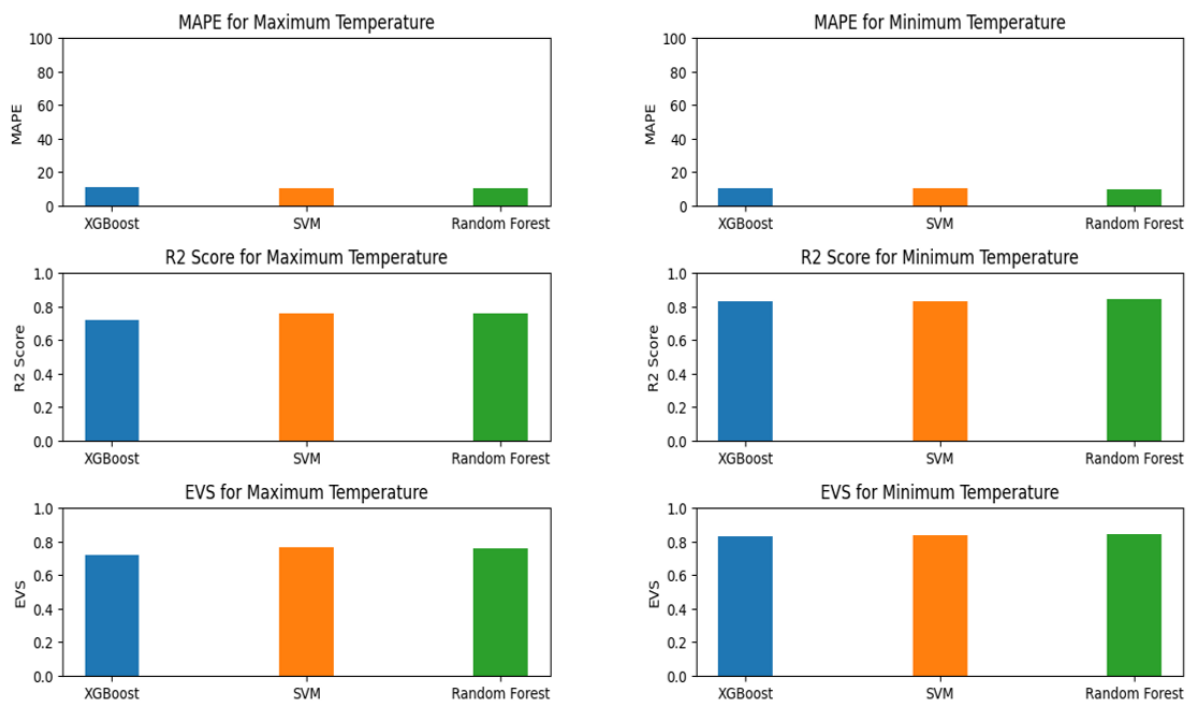 MAPE for Maximum Temperature
100
80
60
40
20
0
MAPE
XGBoost SVM Random Forest
MAPE for Minimum Temperature
100
80
60
40
20
0
MAPE
XGBoost SVM Random Forest
R2 Score for Maximum Temperature
1.0
0.8
0.6
0.4
0.2
0.0
R2 Score
XGBoost SVM Random Forest
R2 Score for Minimum Temperature
1.0
0.8
0.6
0.4
0.2
0.0
R2 Score
XGBoost SVM Random Forest
EVS for Maximum Temperature
1.0
0.8
0.6
0.4
0.2
0.0
EVS
XGBoost SVM Random Forest
EVS for Minimum Temperature
1.0
0.8
0.6
0.4
0.2
0.0
EVS
XGBoost SVM Random Forest